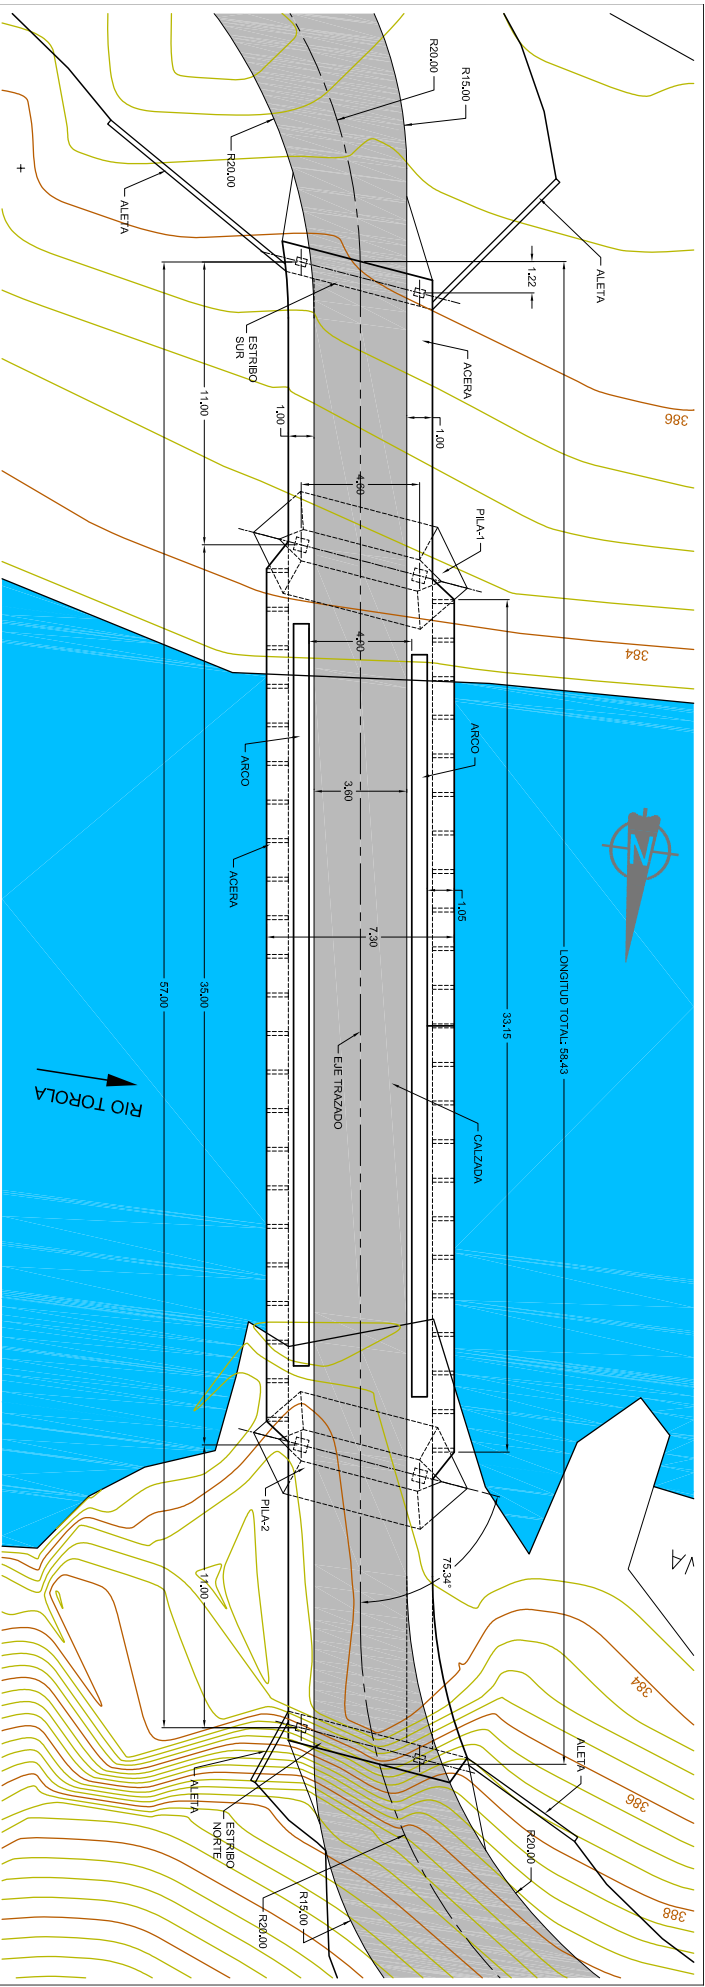 R20.00
R15.00
R20.00
ALETA
ALETA
1.22
ESTRIBO
SUR
ACERA
11.00
1.00
1.00
4.60
PILA-1
386
384
4.00
ARCO
ARCO
3.60
ACERA
N
1.05
7.30
LONGITUD TOTAL: 58.43
57.00
35.00
33.15
EJE TRAZADO
CALZADA
RIO TOROLA
PILA-2
75.34°
11.00
384
386
388
ALETA
ALETA
ESTRIBO
NORTE
R20.00
R15.00
R20.00